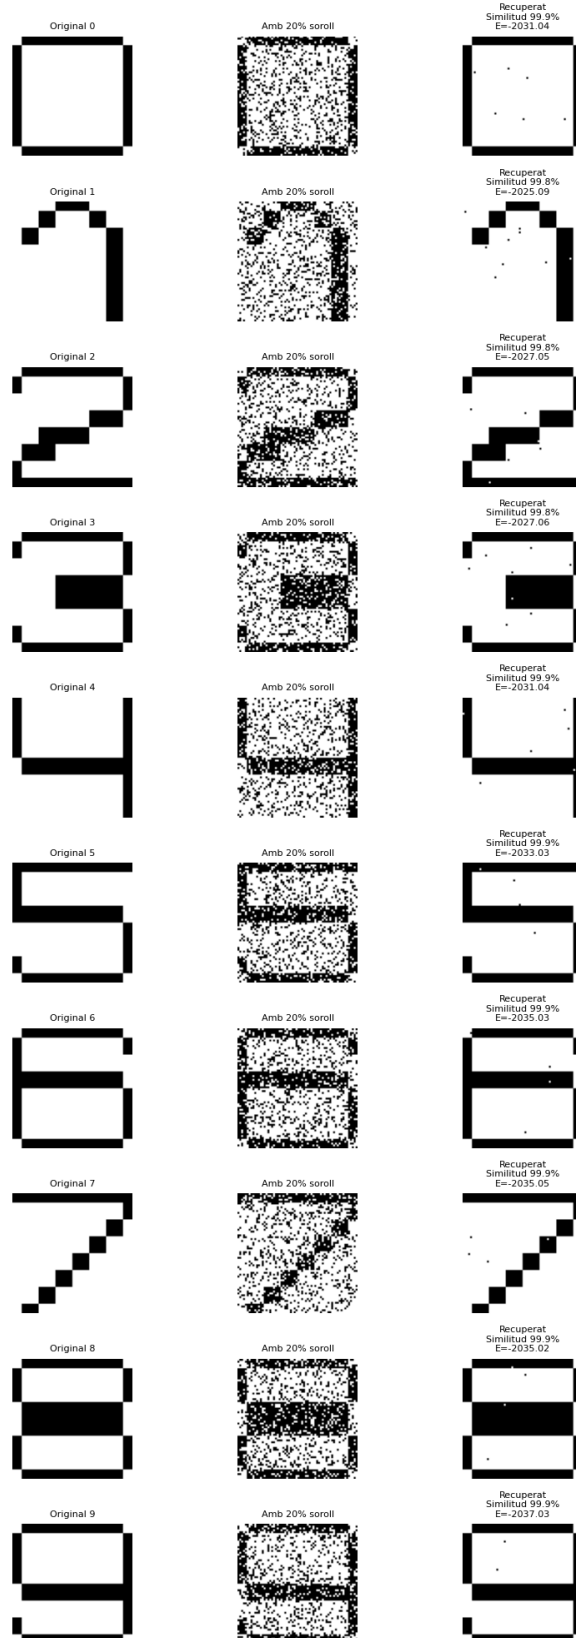 Original 0
Amb 20% soroll
Recuperat
Similitud 99.9%
E=-2031.04
Original 1
Amb 20% soroll
Recuperat
Similitud 99.8%
E=-2025.09
Original 2
Amb 20% soroll
Recuperat
Similitud 99.8%
E=-2027.05
Original 3
Amb 20% soroll
Recuperat
Similitud 99.8%
E=-2027.06
Original 4
Amb 20% soroll
Recuperat
Similitud 99.9%
E=-2031.04
Original 5
Amb 20% soroll
Recuperat
Similitud 99.9%
E=-2033.03
Original 6
Amb 20% soroll
Recuperat
Similitud 99.9%
E=-2035.03
Original 7
Amb 20% soroll
Recuperat
Similitud 99.9%
E=-2035.05
Original 8
Amb 20% soroll
Recuperat
Similitud 99.9%
E=-2035.02
Original 9
Amb 20% soroll
Recuperat
Similitud 99.9%
E=-2037.03